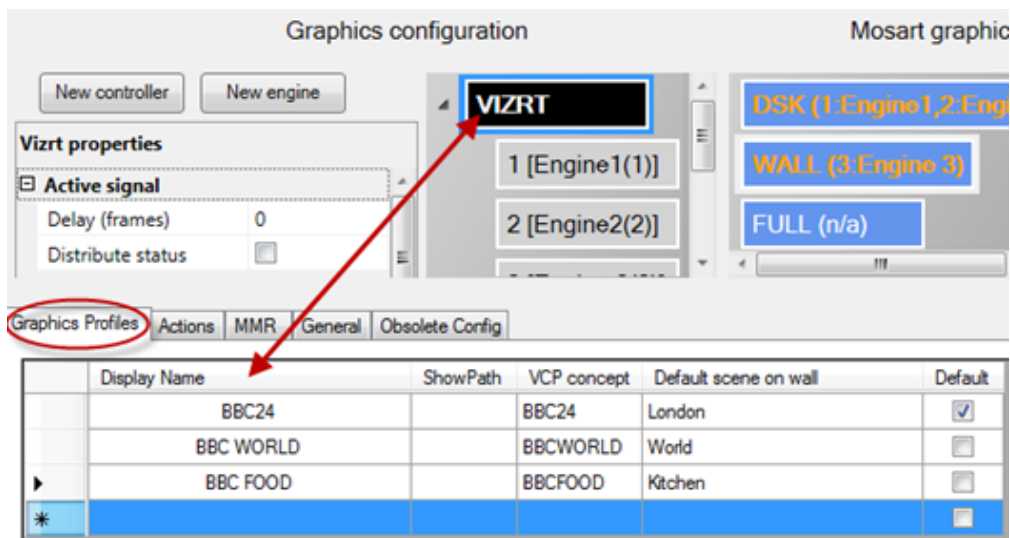 Graphics configuration
Mosart graphic
New controller
New engine
VIZRT
DSK (1:Engine1,2:Engi
Vizrt properties
Active signal
1 [Engine1(1)]
WALL (3:Engine 3)
Delay (frames) 0
2 [Engine2(2)]
FULL (n/a)
Distribute status
Graphics Profiles Actions MMR General Obsolete Config
Display Name ShowPath VCP concept Default scene on wall Default
BBC24 BBC24 London
BBC WORLD BBCWORLD World
BBC FOOD BBCFOOD Kitchen